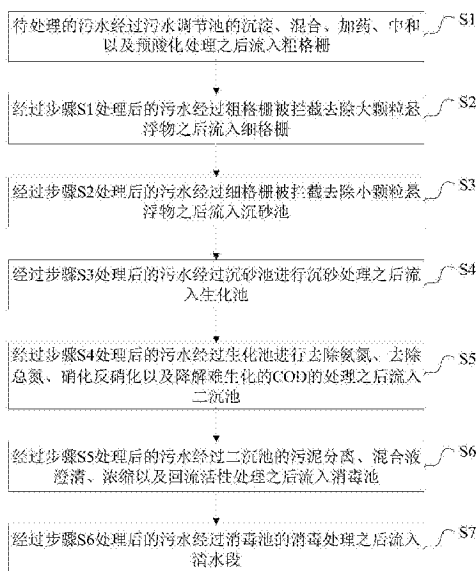 待处理的污水经过污水调节池的沉淀、混合、加药、中和
以及预酸化处理之后流入粗格栅
S1
经过步骤S1处理后的污水经过粗格栅被拦截去除大颗粒悬
浮物之后流入细格栅
S2
经过步骤S2处理后的污水经过细格栅被拦截去除小颗粒悬
浮物之后流入沉砂池
S3
经过步骤S3处理后的污水经过沉砂池进行沉砂处理之后流
入生化池
S4
经过步骤S4处理后的污水经过生化池进行去除氨氮、去除
总氮、硝化反硝化以及降解难生化的COD的处理之后流入
二沉池
S5
经过步骤S5处理后的污水经过二沉池的污泥分离、混合液
澄清、浓缩以及回流活性处理之后流入消毒池
S6
经过步骤S6处理后的污水经过消毒池的消毒处理之后流入
水段
S7